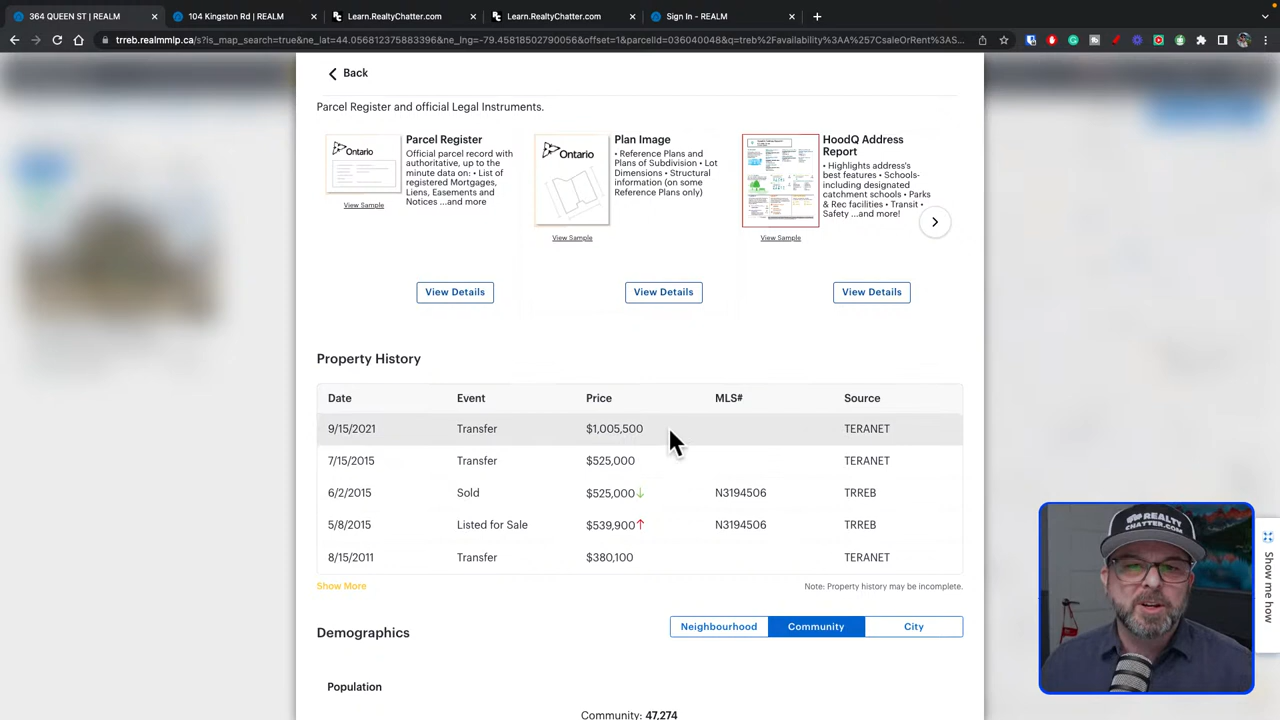 364 QUEEN ST | REALM
104 Kingston Rd | REALM
Learn.RealtyChatter.com
Learn.RealtyChatter.com
Sign In - REALM
trreb.realmmlp.ca/s?is_map_search=true&ne_lat=44.056812375883396&ne_lng=-79.45818502790056&offset=1&parcelId=036040048&q=treb%2Favailability%3AA%257CsaleOrRent%3AS...
Back
Parcel Register and official Legal Instruments.
Ontario
View Sample
Parcel Register
Official parcel record with
authoritative, up to the
minute data on: • List of
registered Mortgages,
Liens, Easements and
Notices ...and more
View Details
Ontario
View Sample
Plan Image
• Reference Plans and
Plans of Subdivision • Lot
Dimensions • Structural
information (on some
Reference Plans only)
View Details
View Sample
HoodQ Address
Report
• Highlights address's
best features • Schools-
including designated
catchment schools • Parks
& Rec facilities • Transit •
Safety ...and more!
View Details
Property History
Date Event Price MLS# Source
9/15/2021 Transfer $1,005,500 TERANET
7/15/2015 Transfer $525,000 TERANET
6/2/2015 Sold $525,000↓ N3194506 TRREB
5/8/2015 Listed for Sale $539,900↑ N3194506 TRREB
8/15/2011 Transfer $380,100 TERANET
Show More
Note: Property history may be incomplete.
Demographics
Neighbourhood Community City
Population
Community: 47,274
REALTY
CHATTER.COM
Show me how